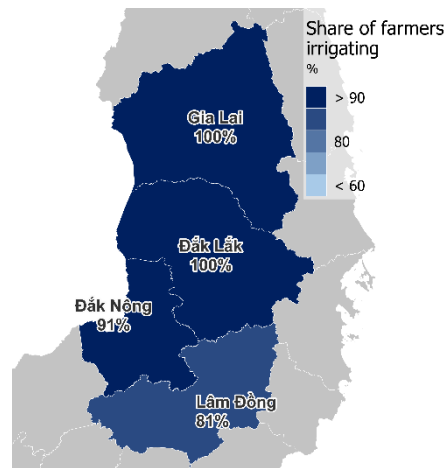 Share of farmers
irrigating
%
> 90
80
< 60
Gia Lai
100%
Đắk Lắk
100%
Đắk Nông
91%
Lâm Đồng
81%